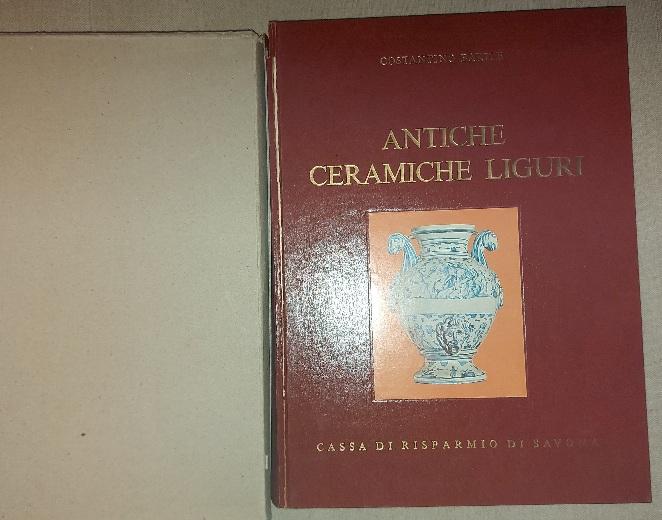 COSTANTINO BARILE
ANTICHE
CERAMICHE LIGURI
CASSA DI RISPARMIO DI SAVONA